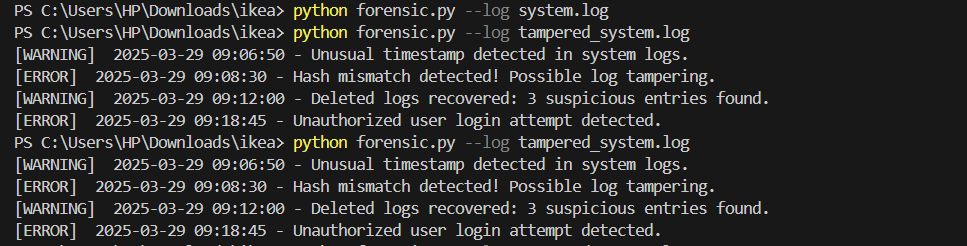 PS C:\Users\HP\Downloads\ikea> python forensic.py --log system.log
PS C:\Users\HP\Downloads\ikea> python forensic.py --log tampered_system.log
[WARNING]  2025-03-29 09:06:50 - Unusual timestamp detected in system logs.
[ERROR]  2025-03-29 09:08:30 - Hash mismatch detected! Possible log tampering.
[WARNING]  2025-03-29 09:12:00 - Deleted logs recovered: 3 suspicious entries found.
[ERROR]  2025-03-29 09:18:45 - Unauthorized user login attempt detected.
PS C:\Users\HP\Downloads\ikea> python forensic.py --log tampered_system.log
[WARNING]  2025-03-29 09:06:50 - Unusual timestamp detected in system logs.
[ERROR]  2025-03-29 09:08:30 - Hash mismatch detected! Possible log tampering.
[WARNING]  2025-03-29 09:12:00 - Deleted logs recovered: 3 suspicious entries found.
[ERROR]  2025-03-29 09:18:45 - Unauthorized user login attempt detected.